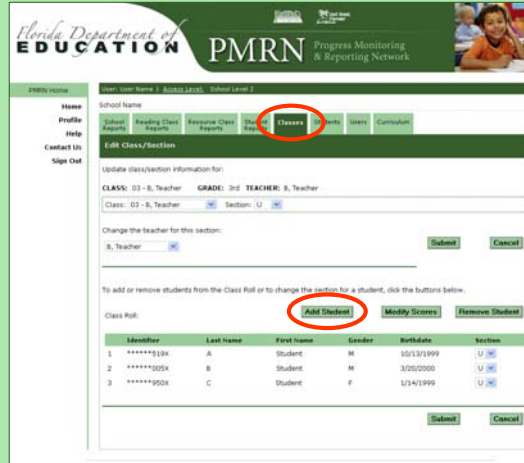 Florida Department of
EDUCATION
PMRN
Progress Monitoring
& Reporting Network
PMRN Home
User: User Name | Access Level: School Level 2
Home
Profile
Help
Contact Us
Sign Out
School Name
School Reports
Reading Class Reports
Resource Class Reports
Student Reports
Classes
Students
Users
Curriculum
Edit Class/Section
Update class/section information for:
CLASS: 03 - B, Teacher GRADE: 3rd TEACHER: B, Teacher
Class: 03 - B, Teacher Section: U
Change the teacher for this section:
B, Teacher
Submit Cancel
To add or remove students from the Class Roll or to change the section for a student, click the buttons below.
Class Roll: Add Student Modify Scores Remove Student
Identifier Last Name First Name Gender Birthdate Section
1 ******519X A Student M 10/13/1999 U
2 ******005X B Student M 3/20/2000 U
3 ******950X C Student F 1/14/1999 U
Submit Cancel